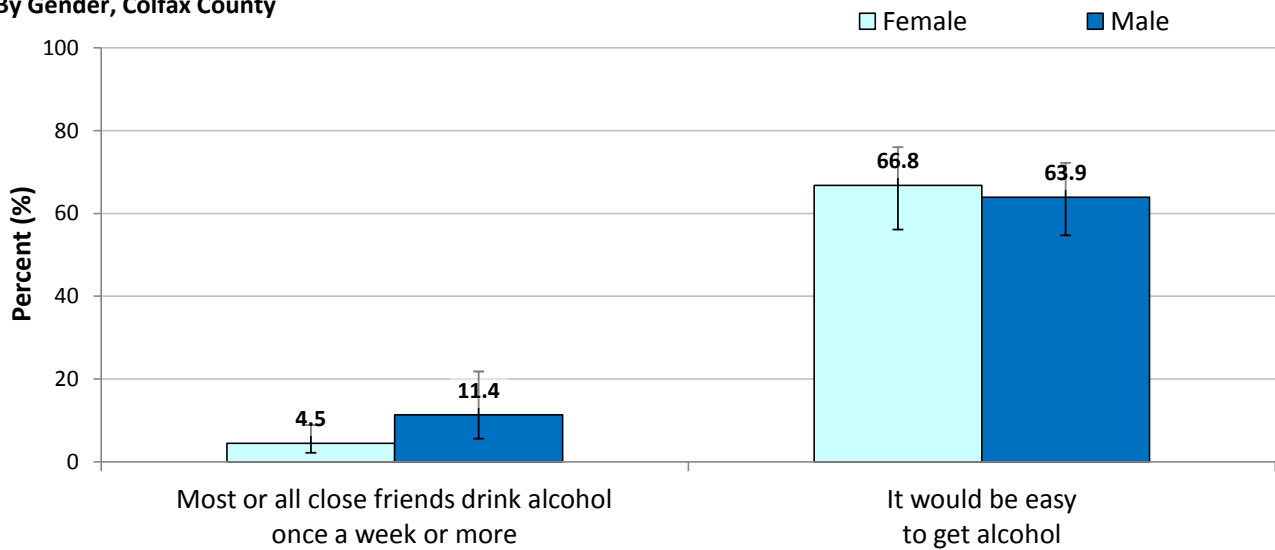 By Gender, Colfax County
Female Male
100
80
60
40
20
0
Percent (%)
4.5
11.4
66.8
63.9
Most or all close friends drink alcohol
once a week or more
It would be easy
to get alcohol